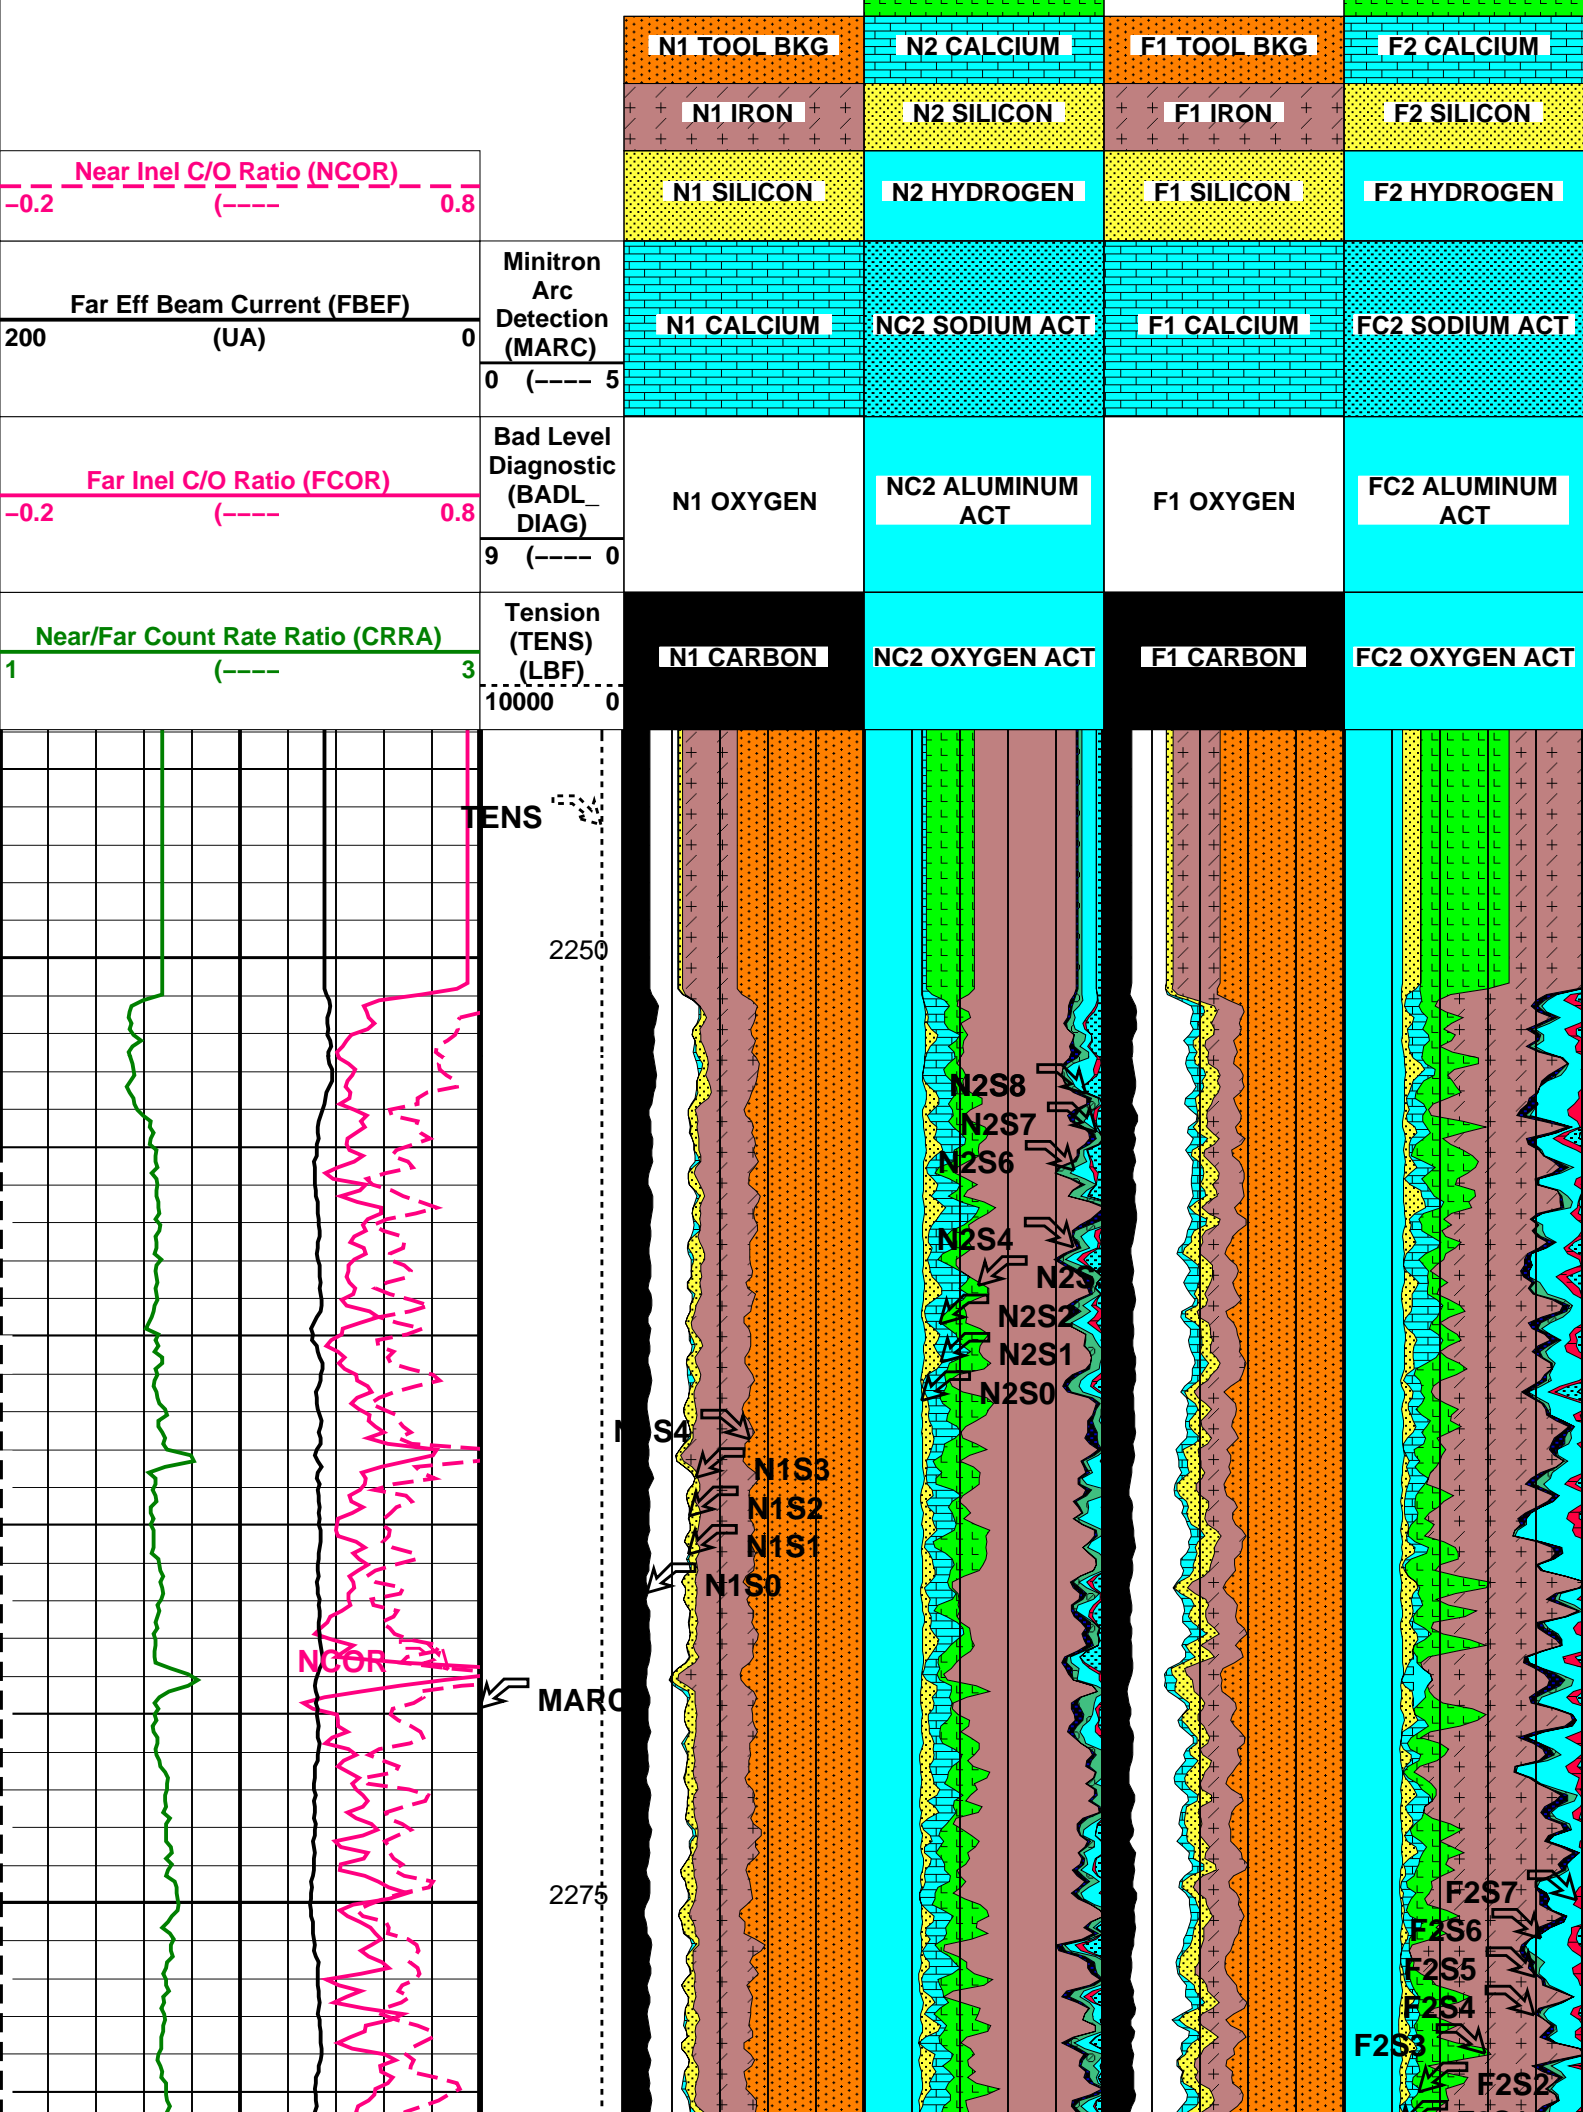 N1 TOOL BKG
N2 CALCIUM
F1 TOOL BKG
F2 CALCIUM
N1 IRON
N2 SILICON
F1 IRON
F2 SILICON
Near Inel C/O Ratio (NCOR)
−0.2 (−−−− 0.8
N1 SILICON
N2 HYDROGEN
F1 SILICON
F2 HYDROGEN
Far Eff Beam Current (FBEF)
200 (UA) 0
Minitron
Arc
Detection
(MARC)
0 (−−−− 5
N1 CALCIUM
NC2 SODIUM ACT
F1 CALCIUM
FC2 SODIUM ACT
Far Inel C/O Ratio (FCOR)
−0.2 (−−−− 0.8
Bad Level
Diagnostic
(BADL_
DIAG)
9 (−−−− 0
N1 OXYGEN
NC2 ALUMINUM
ACT
F1 OXYGEN
FC2 ALUMINUM
ACT
Near/Far Count Rate Ratio (CRRA)
1 (−−−− 3
Tension
(TENS)
(LBF)
10000 0
N1 CARBON
NC2 OXYGEN ACT
F1 CARBON
FC2 OXYGEN ACT
TENS
2250
N2S8
N2S7
N2S6
N2S4
N2S
N2S2
N2S1
N2S0
S4
N1S3
N1S2
N1S1
N1S0
NCOR
MARC
2275
F2S7
F2S6
F2S5
F2S4
F2S3
F2S2